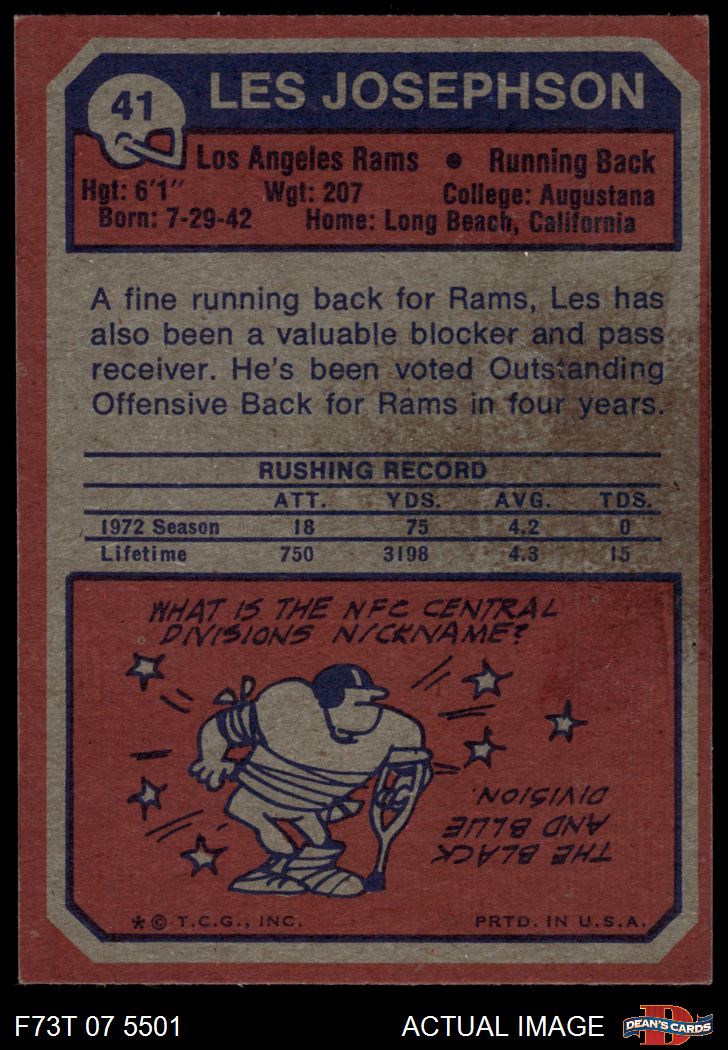 41
LES JOSEPHSON
Los Angeles Rams • Running Back
Hgt: 6'1" Wgt: 207 College: Augustana
Born: 7-29-42 Home: Long Beach, California
A fine running back for Rams, Les has
also been a valuable blocker and pass
receiver. He's been voted Outstanding
Offensive Back for Rams in four years.
RUSHING RECORD
ATT. YDS. AVG. TDS.
1972 Season 18 75 4.2 0
Lifetime 750 3198 4.3 15
WHAT IS THE NFC CENTRAL
DIVISIONS NICKNAME?
THE BLACK
AND BLUE
DIVISION.
* © T.C.G., INC. PRTD. IN U.S.A.
F73T 07 5501 ACTUAL IMAGE
D
DEAN'S CARDS